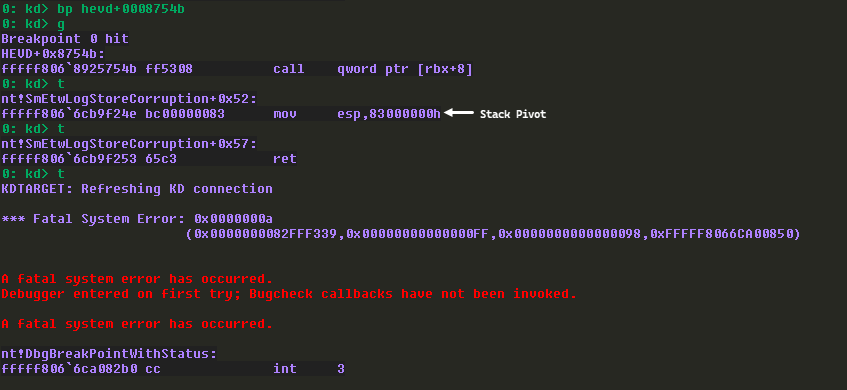 0: kd> bp hevd+0008754b
0: kd> g
Breakpoint 0 hit
HEVD+0x8754b:
fffff806`8925754b ff5308 call qword ptr [rbx+8]
0: kd> t
nt!SmEtwLogStoreCorruption+0x52:
fffff806`6cb9f24e bc00000083 mov esp,83000000h Stack Pivot
0: kd> t
nt!SmEtwLogStoreCorruption+0x57:
fffff806`6cb9f253 65c3 ret
0: kd> t
KDTARGET: Refreshing KD connection
*** Fatal System Error: 0x0000000a
(0x0000000082FFF339,0x00000000000000FF,0x0000000000000098,0xFFFFF8066CA00850)
A fatal system error has occurred.
Debugger entered on first try; Bugcheck callbacks have not been invoked.
A fatal system error has occurred.
nt!DbgBreakPointWithStatus:
fffff806`6ca082b0 cc int 3